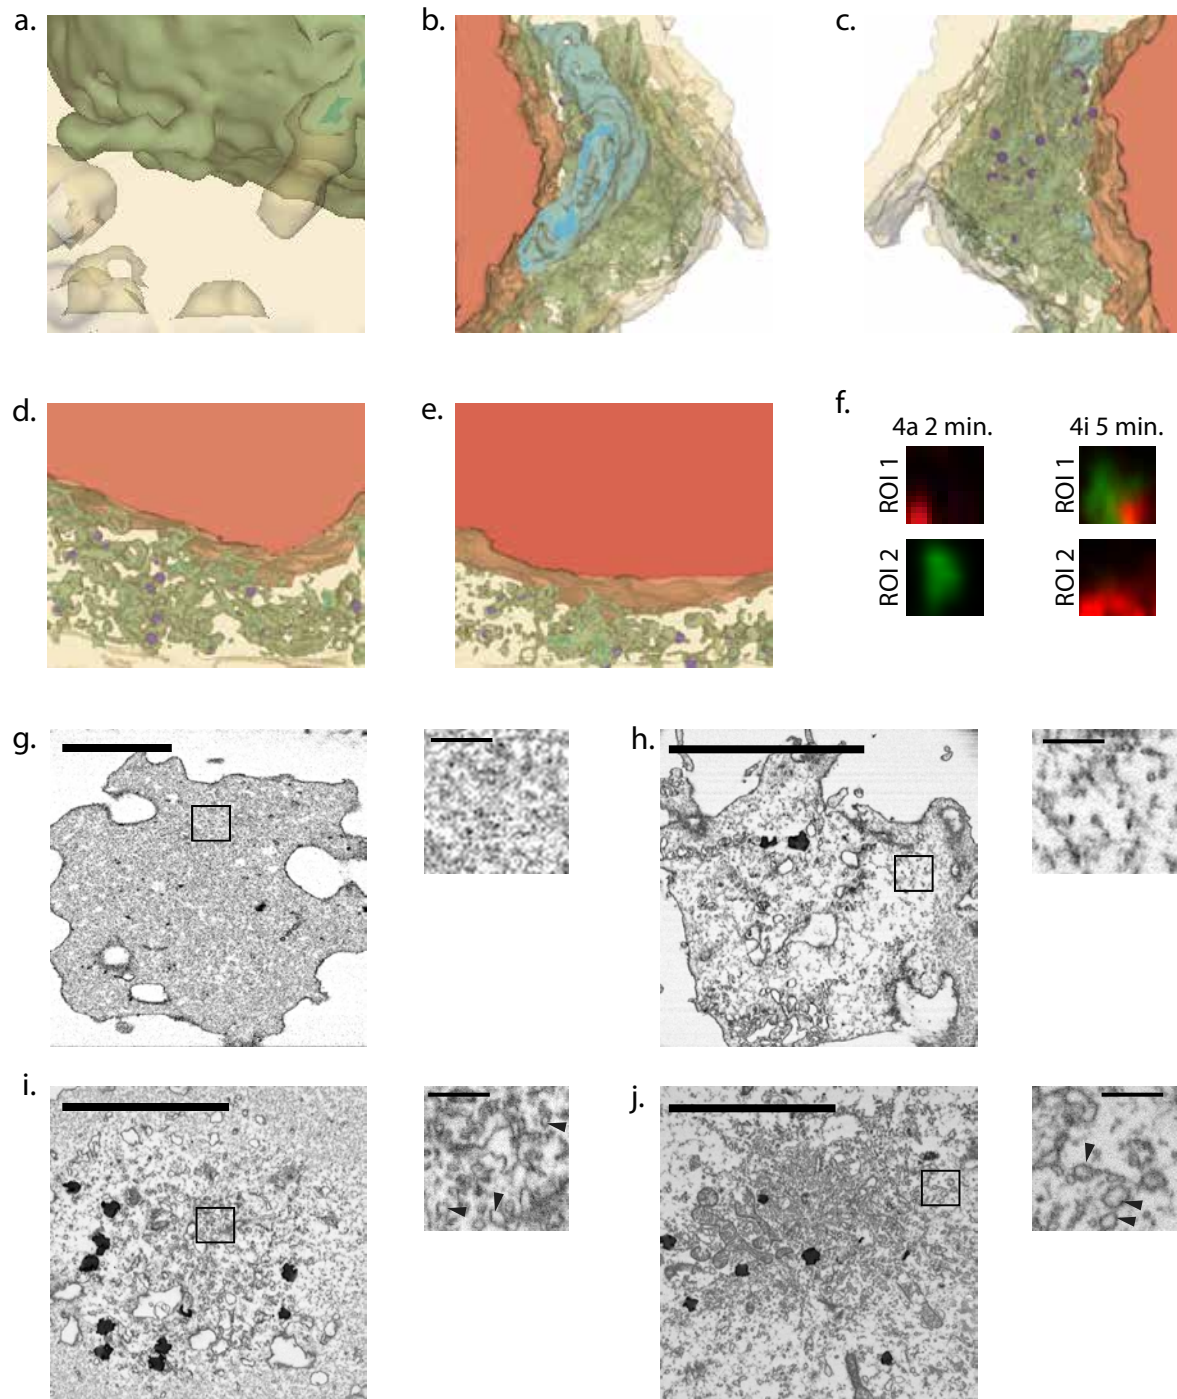 a.
b.
c.
d.
e.
f.
4a 2 min.
4i 5 min.
ROI 1
ROI 1
ROI 2
ROI 2
g.
h.
i.
j.